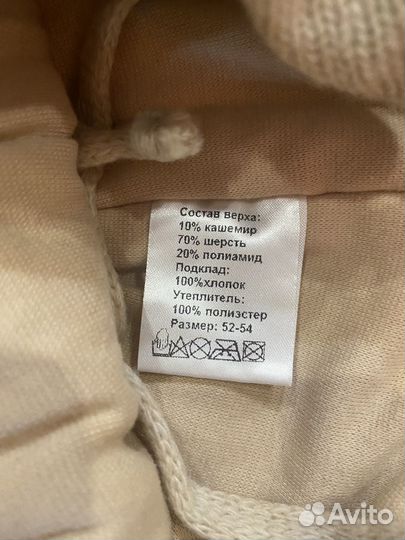 Состав верха:
10% кашемир
70% шерсть
20% полиамид
Подклад:
100%хлопок
Утеплитель:
100% полиэстер
Размер: 52-54
Avito